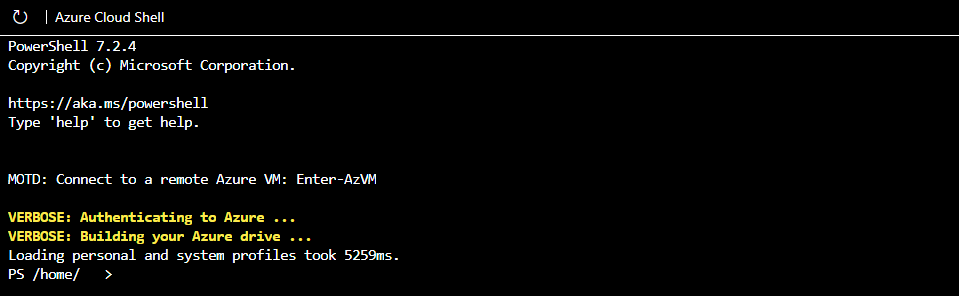 Azure Cloud Shell
PowerShell 7.2.4
Copyright (c) Microsoft Corporation.
https://aka.ms/powershell
Type 'help' to get help.
MOTD: Connect to a remote Azure VM: Enter-AzVM
VERBOSE: Authenticating to Azure ...
VERBOSE: Building your Azure drive ...
Loading personal and system profiles took 5259ms.
PS /home/   >